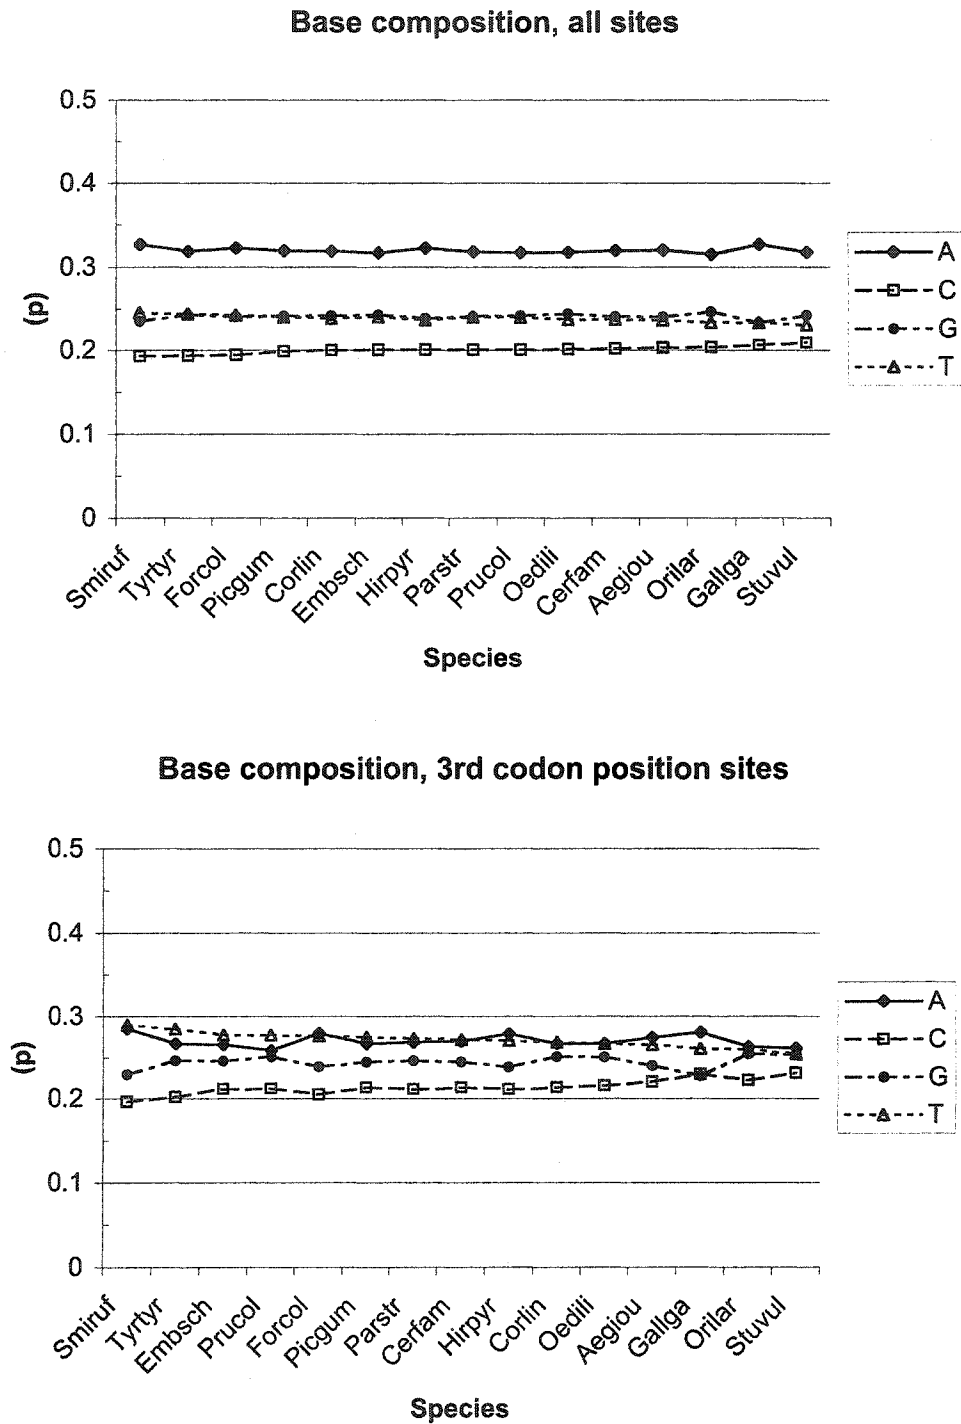 Base composition, all sites
0.5
0.4
0.3
0.2
0.1
0
(p)
Smiruf
Tyrtyr
Forcol
Picgum
Corlin
Embsch
Hirpyr
Parstr
Prucol
Oedili
Cerfam
Aegiou
Orilar
Gallga
Stuvul
Species
A
C
G
T
Base composition, 3rd codon position sites
0.5
0.4
0.3
0.2
0.1
0
(p)
Smiruf
Tyrtyr
Embsch
Prucol
Forcol
Picgum
Parstr
Cerfam
Hirpyr
Corlin
Oedili
Aegiou
Gallga
Orilar
Stuvul
Species
A
C
G
T